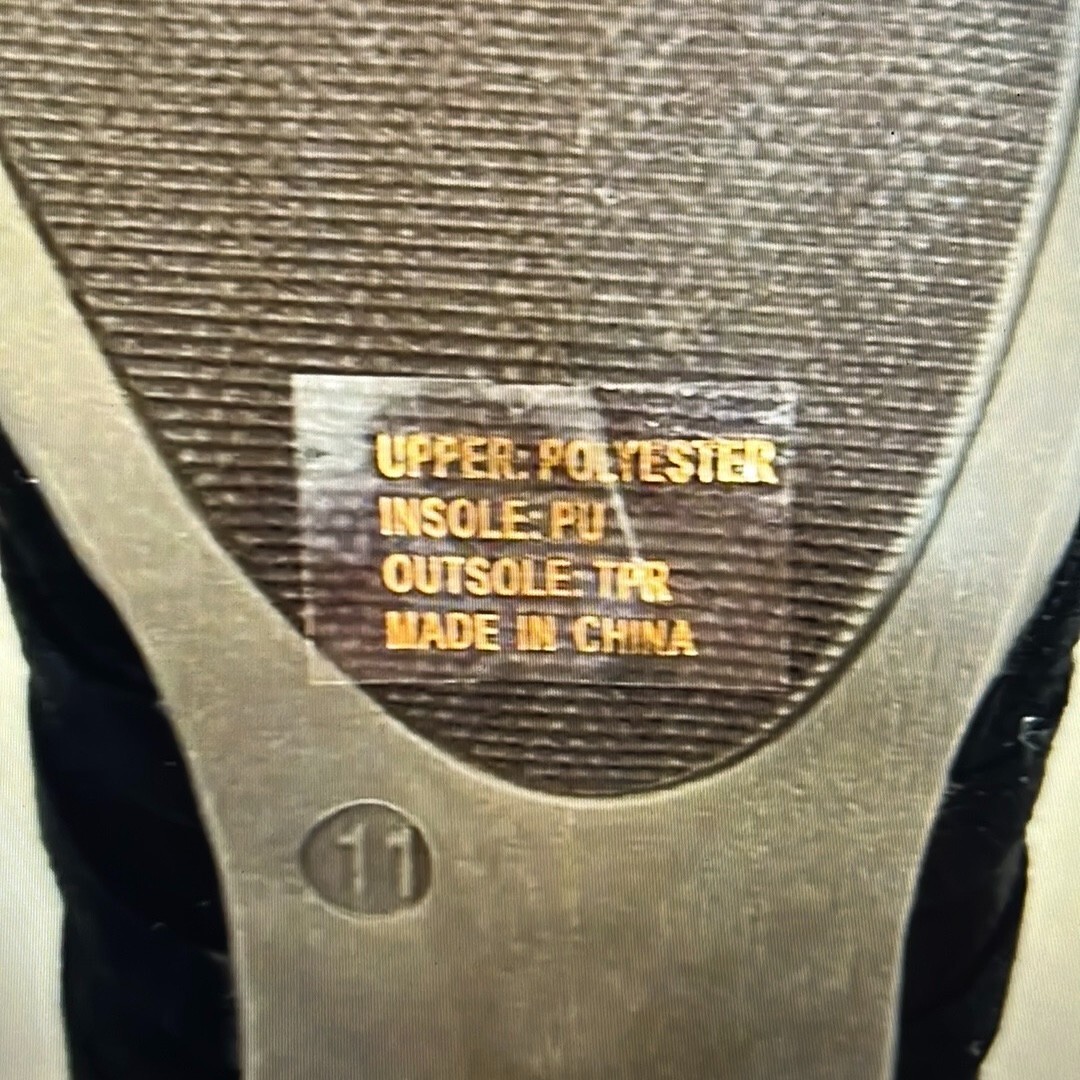 UPPER: POLYESTER
INSOLE: PU
OUTSOLE: TPR
MADE IN CHINA
11